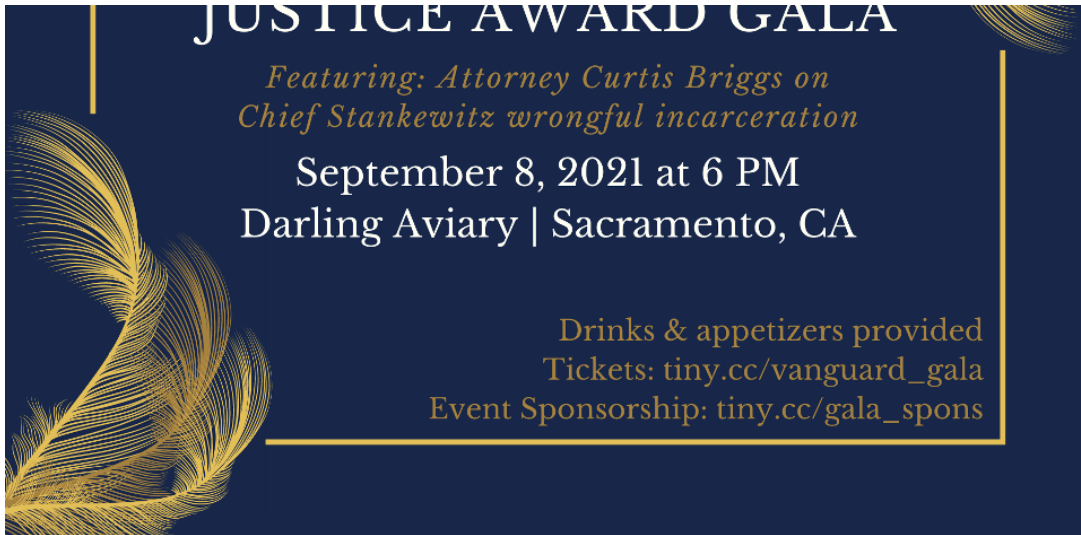 JUSTICE AWARD GALA
Featuring: Attorney Curtis Briggs on
Chief Stankewitz wrongful incarceration
September 8, 2021 at 6 PM
Darling Aviary | Sacramento, CA
Drinks & appetizers provided
Tickets: tiny.cc/vanguard_gala
Event Sponsorship: tiny.cc/gala_spons